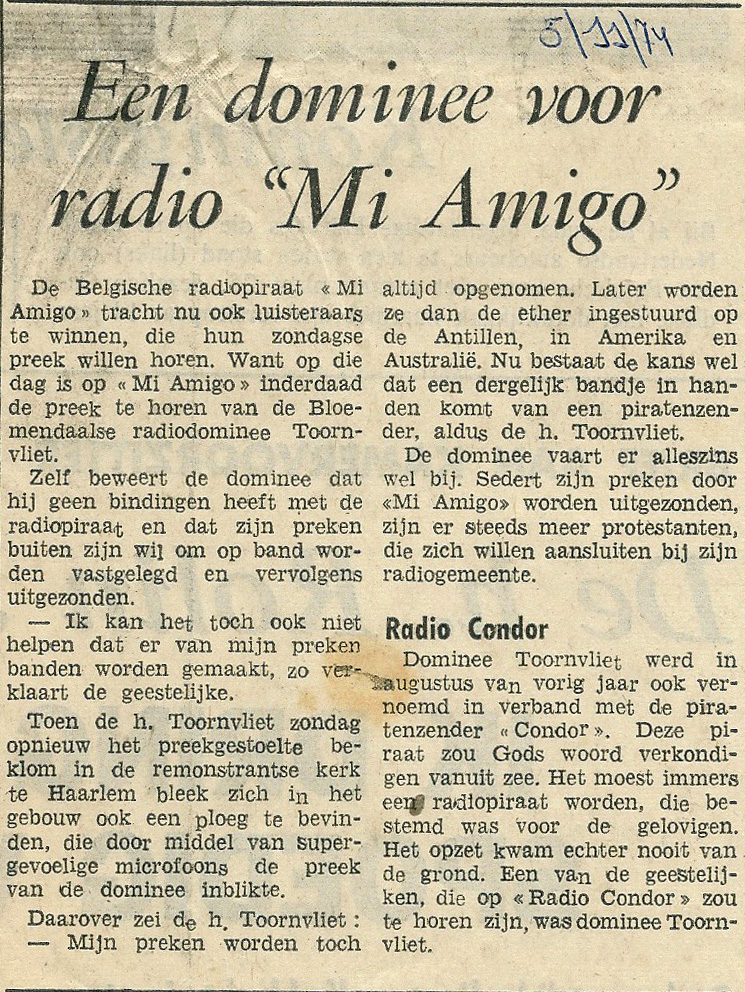 5/11/74
Een dominee voor
radio “Mi Amigo”
De Belgische radiopiraat « Mi
Amigo » tracht nu ook luisteraars
te winnen, die hun zondagse
preek willen horen. Want op die
dag is op « Mi Amigo » inderdaad
de preek te horen van de Bloe-
mendaalse radiodominee Toorn-
vliet.
Zelf beweert de dominee dat
hij geen bindingen heeft met de
radiopiraat en dat zijn preken
buiten zijn wil om op band wor-
den vastgelegd en vervolgens
uitgezonden.
— Ik kan het toch ook niet
helpen dat er van mijn preken
banden worden gemaakt, zo ver-
klaart de geestelijke.
Toen de h. Toornvliet zondag
opnieuw het preekgestoelte be-
klom in de remonstrantse kerk
te Haarlem bleek zich in het
gebouw ook een ploeg te bevin-
den, die door middel van super-
gevoelige microfoons de preek
van de dominee inblikte.
Daarover zei de h. Toornvliet :
— Mijn preken worden toch
altijd opgenomen. Later worden
ze dan de ether ingestuurd op
de Antillen, in Amerika en
Australië. Nu bestaat de kans wel
dat een dergelijk bandje in han-
den komt van een piratenzen-
der, aldus de h. Toornvliet.
De dominee vaart er alleszins
wel bij. Sedert zijn preken door
«Mi Amigo» worden uitgezonden,
zijn er steeds meer protestanten,
die zich willen aansluiten bij zijn
radiogemeente.
Radio Condor
Dominee Toornvliet werd in
augustus van vorig jaar ook ver-
noemd in verband met de pira-
tenzender « Condor ». Deze pi-
raat zou Gods woord verkondi-
gen vanuit zee. Het moest immers
een radiopiraat worden, die be-
stemd was voor de gelovigen.
Het opzet kwam echter nooit van
de grond. Een van de geestelij-
ken, die op « Radio Condor » zou
te horen zijn, was dominee Toorn-
vliet.